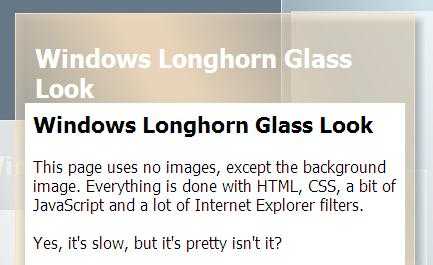 Windows Longhorn Glass
Look
Windows Longhorn Glass Look
This page uses no images, except the background
image. Everything is done with HTML, CSS, a bit of
JavaScript and a lot of Internet Explorer filters.
Yes, it's slow, but it's pretty isn't it?